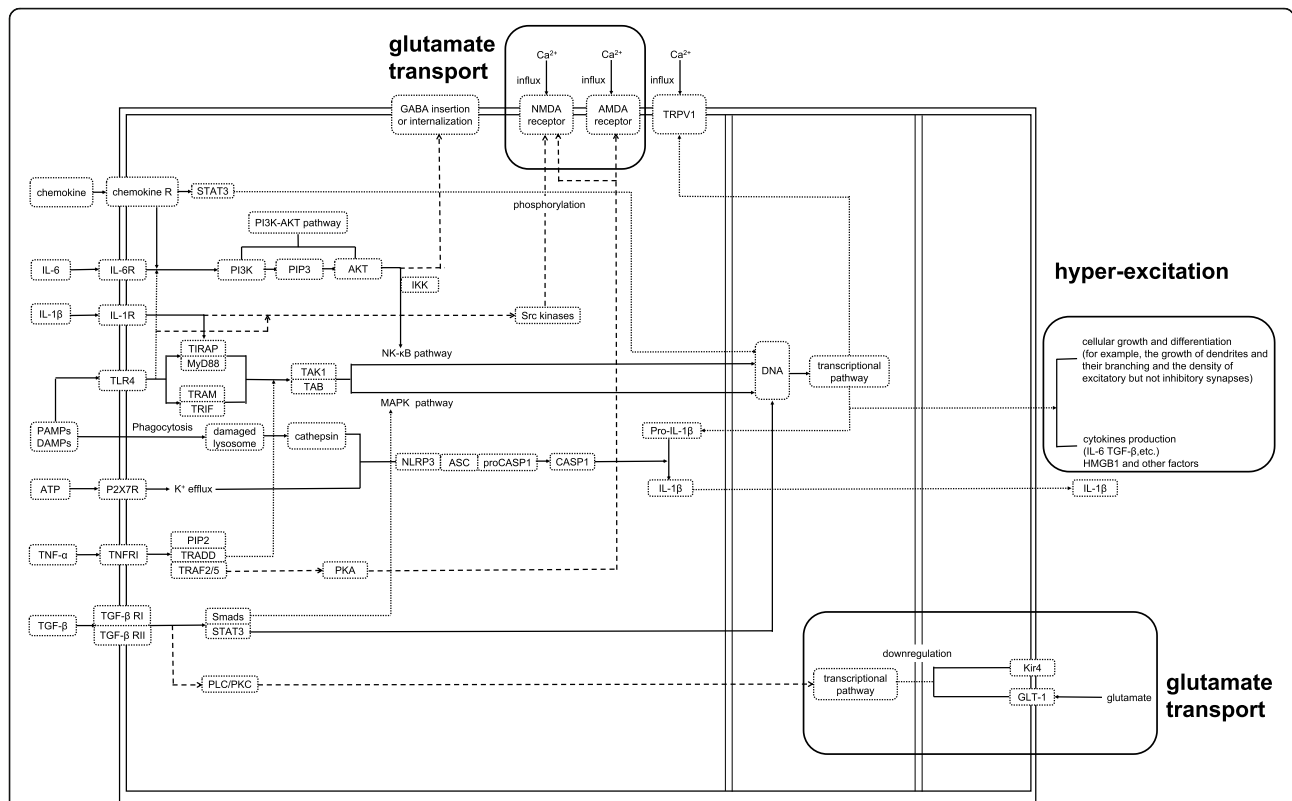 glutamate
transport
Ca²⁺
Ca²⁺
Ca²⁺
influx
influx
influx
GABA insertion
or internalization
NMDA
receptor
AMDA
receptor
TRPV1
chemokine
chemokine R
STAT3
phosphorylation
PI3K-AKT pathway
IL-6
IL-6R
PI3K
PIP3
AKT
IKK
hyper-excitation
IL-1β
IL-1R
Src kinases
TIRAP
MyD88
NK-κB pathway
cellular growth and differentiation
(for example, the growth of dendrites and
their branching and the density of
excitatory but not inhibitory synapses)
TLR4
TAK1
TAB
DNA
transcriptional
pathway
TRAM
TRIF
MAPK pathway
PAMPs
DAMPs
Phagocytosis
damaged
lysosome
cathepsin
Pro-IL-1β
cytokines production
(IL-6 TGF-β,etc.)
HMGB1 and other factors
NLRP3
ASC
proCASP1
CASP1
ATP
P2X7R
K⁺ efflux
IL-1β
IL-1β
TNF-α
TNFRI
PIP2
TRADD
TRAF2/5
PKA
TGF-β
TGF-β RI
TGF-β RII
Smads
STAT3
downregulation
Kir4
PLC/PKC
transcriptional
pathway
GLT-1
glutamate
glutamate
transport